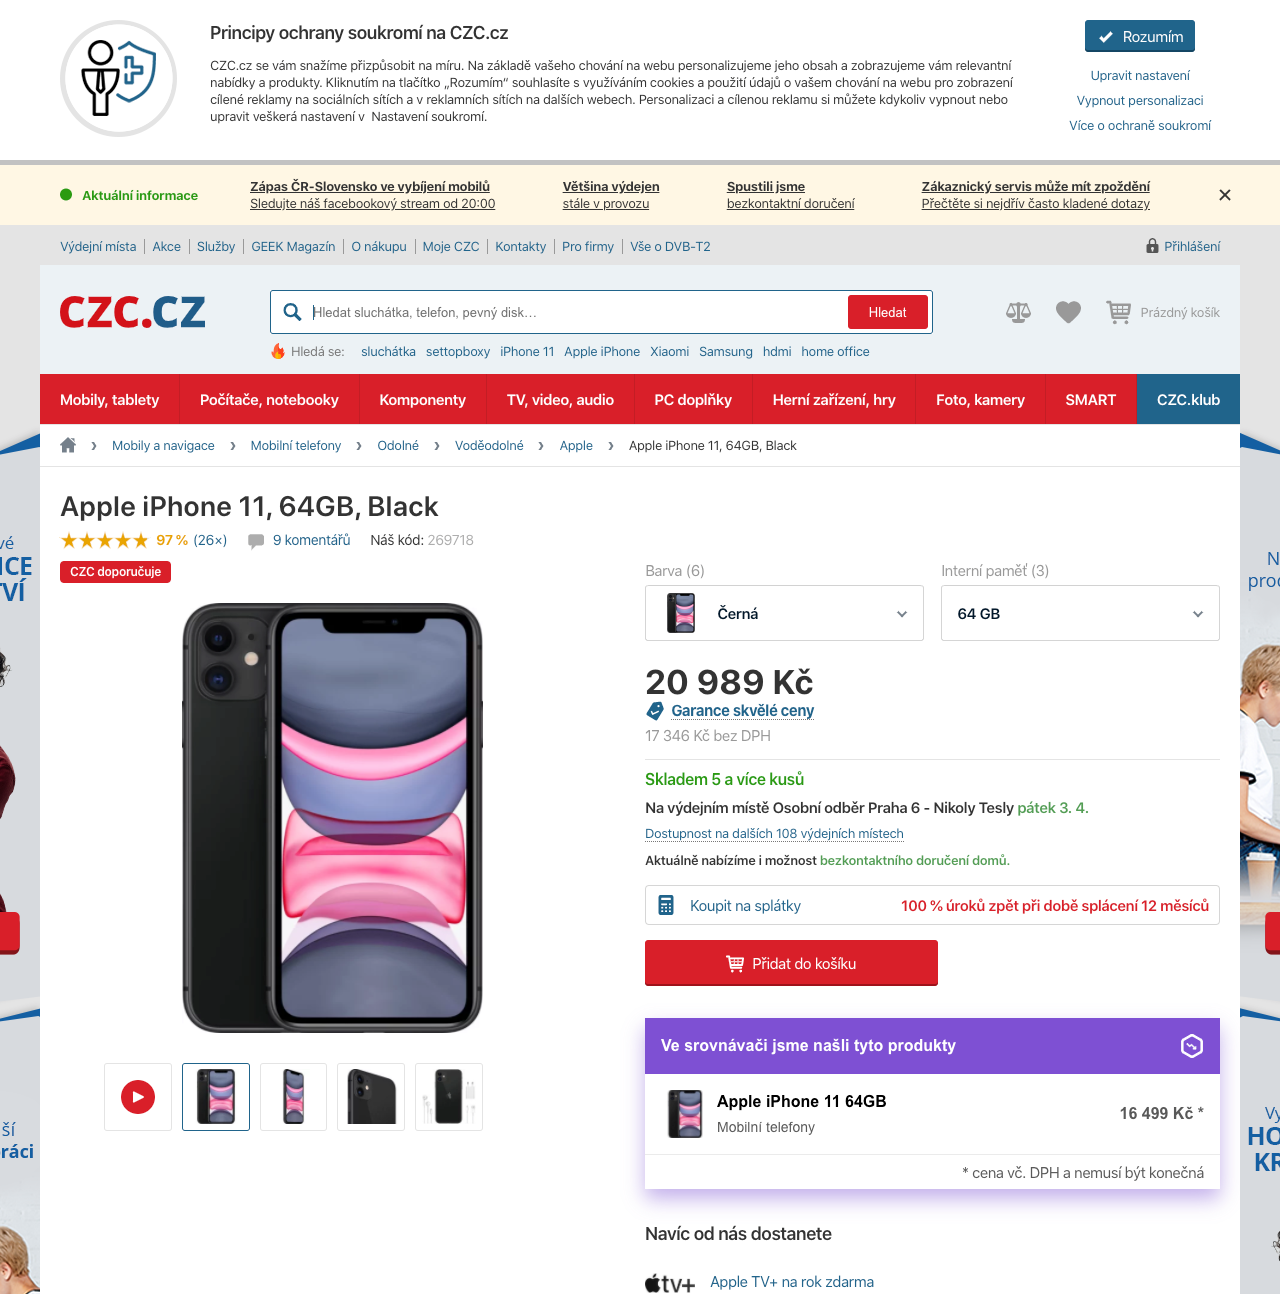 Principy ochrany soukromí na CZC.cz
CZC.cz se vám snažíme přizpůsobit na míru. Na základě vašeho chování na webu personalizujeme jeho obsah a zobrazujeme vám relevantní
nabídky a produkty. Kliknutím na tlačítko „Rozumím“ souhlasíte s využíváním cookies a použití údajů o vašem chování na webu pro zobrazení
cílené reklamy na sociálních sítích a v reklamních sítích na dalších webech. Personalizaci a cílenou reklamu si můžete kdykoliv vypnout nebo
upravit veškerá nastavení v Nastavení soukromí.
Rozumím
Upravit nastavení
Vypnout personalizaci
Více o ochraně soukromí
Aktuální informace
Zápas ČR-Slovensko ve vybíjení mobilů
Sledujte náš facebookový stream od 20:00
Většina výdejen
stále v provozu
Spustili jsme
bezkontaktní doručení
Zákaznický servis může mít zpoždění
Přečtěte si nejdřív často kladené dotazy
Výdejní místa | Akce | Služby | GEEK Magazín | O nákupu | Moje CZC | Kontakty | Pro firmy | Vše o DVB-T2
Přihlášení
CZC.CZ
Hledat sluchátka, telefon, pevný disk...
Hledat
Prázdný košík
Hledá se: sluchátka settopboxy iPhone 11 Apple iPhone Xiaomi Samsung hdmi home office
Mobily, tablety Počítače, notebooky Komponenty TV, video, audio PC doplňky Herní zařízení, hry Foto, kamery SMART CZC.klub
Mobily a navigace › Mobilní telefony › Odolné › Voděodolné › Apple › Apple iPhone 11, 64GB, Black
Apple iPhone 11, 64GB, Black
97 % (26×) 9 komentářů Náš kód: 269718
CZC doporučuje
Barva (6)
Černá
Interní paměť (3)
64 GB
20 989 Kč
Garance skvělé ceny
17 346 Kč bez DPH
Skladem 5 a více kusů
Na výdejním místě Osobní odběr Praha 6 - Nikoly Tesly pátek 3. 4.
Dostupnost na dalších 108 výdejních místech
Aktuálně nabízíme i možnost bezkontaktního doručení domů.
Koupit na splátky 100 % úroků zpět při době splácení 12 měsíců
Přidat do košíku
Ve srovnávači jsme našli tyto produkty
Apple iPhone 11 64GB
Mobilní telefony
16 499 Kč *
* cena vč. DPH a nemusí být konečná
Navíc od nás dostanete
tv+ Apple TV+ na rok zdarma